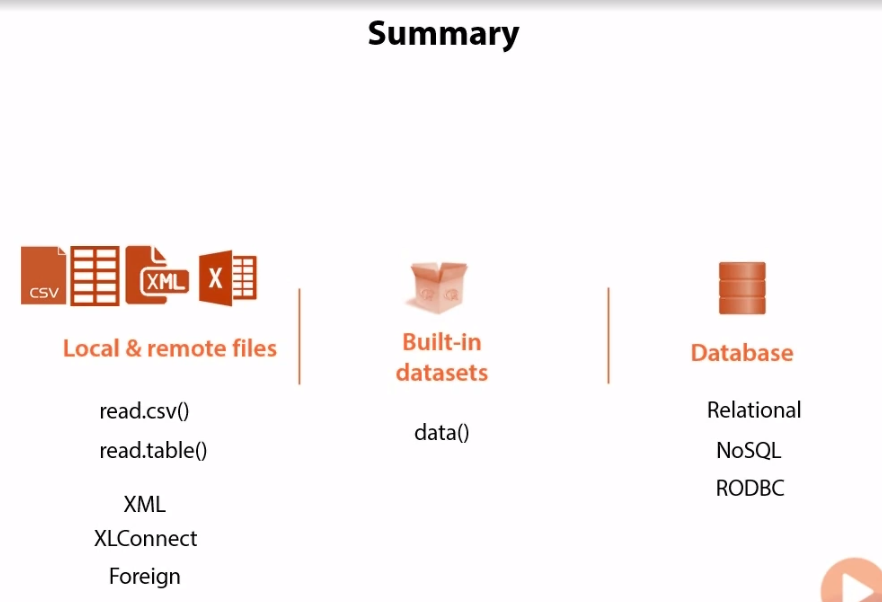 Summary
CSV
XML
X
Local & remote files
read.csv()
read.table()
XML
XLConnect
Foreign
Built-in
datasets
data()
Database
Relational
NoSQL
RODBC